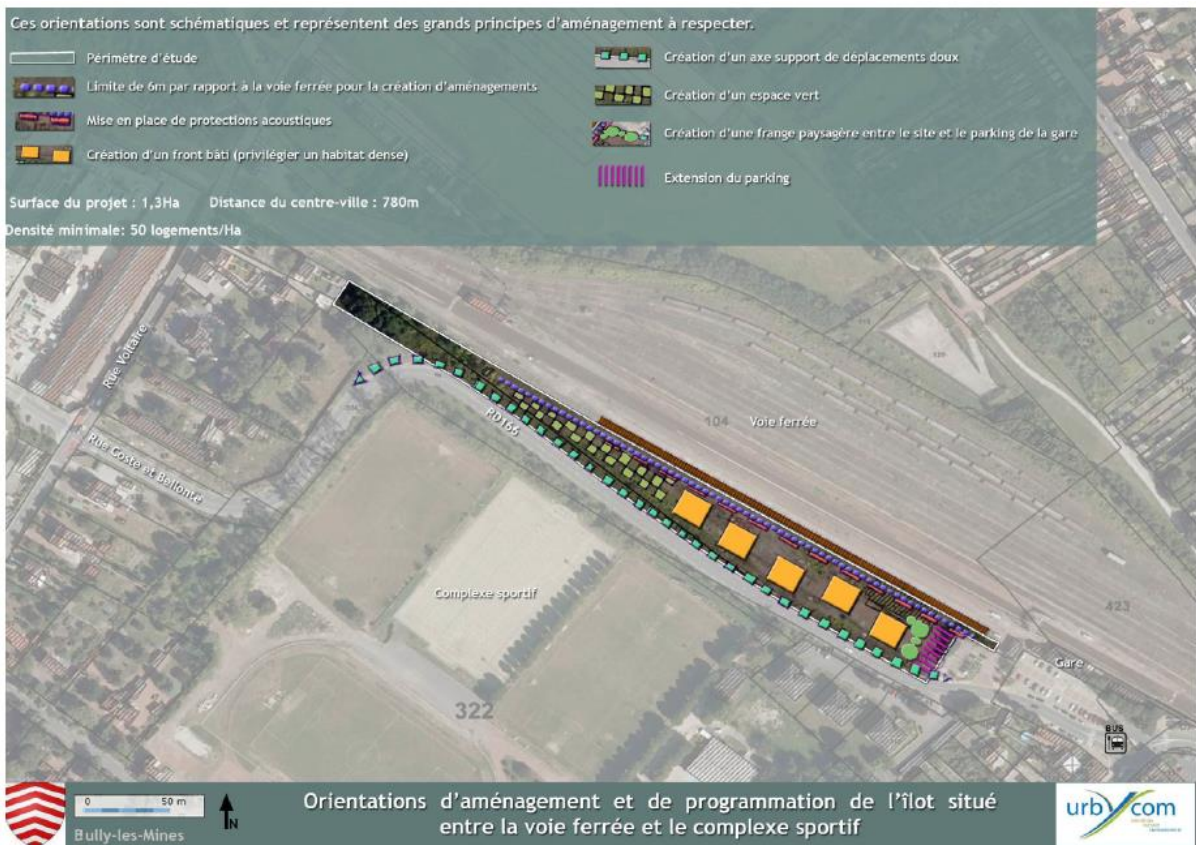 Ces orientations sont schématiques et représentent des grands principes d'aménagement à respecter.
Périmètre d'étude
Limite de 6m par rapport à la voie ferrée pour la création d'aménagements
Mise en place de protections acoustiques
Création d'un front bâti (privilégier un habitat dense)
Création d'un axe support de déplacements doux
Création d'un espace vert
Création d'une frange paysagère entre le site et le parking de la gare
Extension du parking
Surface du projet : 1,3Ha Distance du centre-ville : 780m
Densité minimale: 50 logements/Ha
Rue Voltaire
Rue Coste et Ballonte
RD165
104
Voie ferrée
Complexe sportif
423
Gare
322
BUS
0 50 m
N
Bully-les-Mines
Orientations d'aménagement et de programmation de l'îlot situé
entre la voie ferrée et le complexe sportif
urbycom